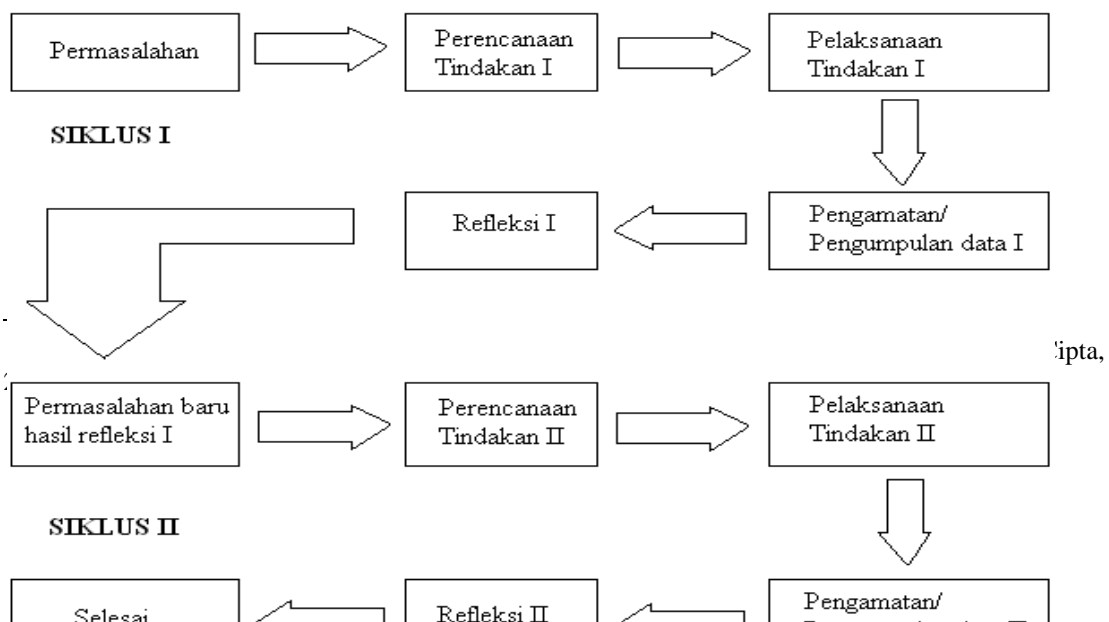 Permasalahan
Perencanaan
Tindakan I
Pelaksanaan
Tindakan I
SIKLUS I
Refleksi I
Pengamatan/
Pengumpulan data I
ipta,
Permasalahan baru
hasil refleksi I
Perencanaan
Tindakan II
Pelaksanaan
Tindakan II
SIKLUS II
Selesai
Refleksi II
Pengamatan/